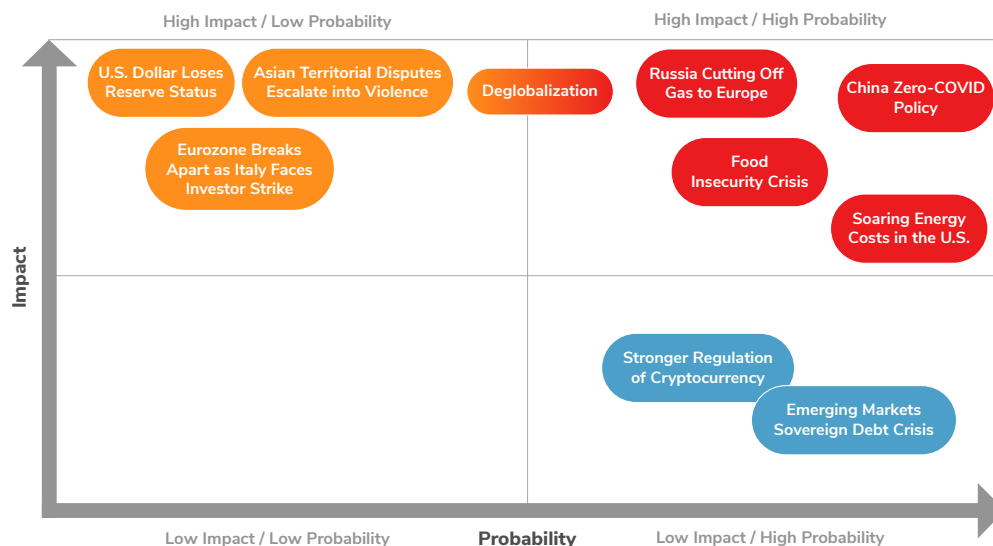 High Impact / Low Probability
High Impact / High Probability
U.S. Dollar Loses
Reserve Status
Asian Territorial Disputes
Escalate into Violence
Deglobalization
Russia Cutting Off
Gas to Europe
China Zero-COVID
Policy
Eurozone Breaks
Apart as Italy Faces
Investor Strike
Food
Insecurity Crisis
Soaring Energy
Costs in the U.S.
Impact
Stronger Regulation
of Cryptocurrency
Emerging Markets
Sovereign Debt Crisis
Low Impact / Low Probability
Probability
Low Impact / High Probability